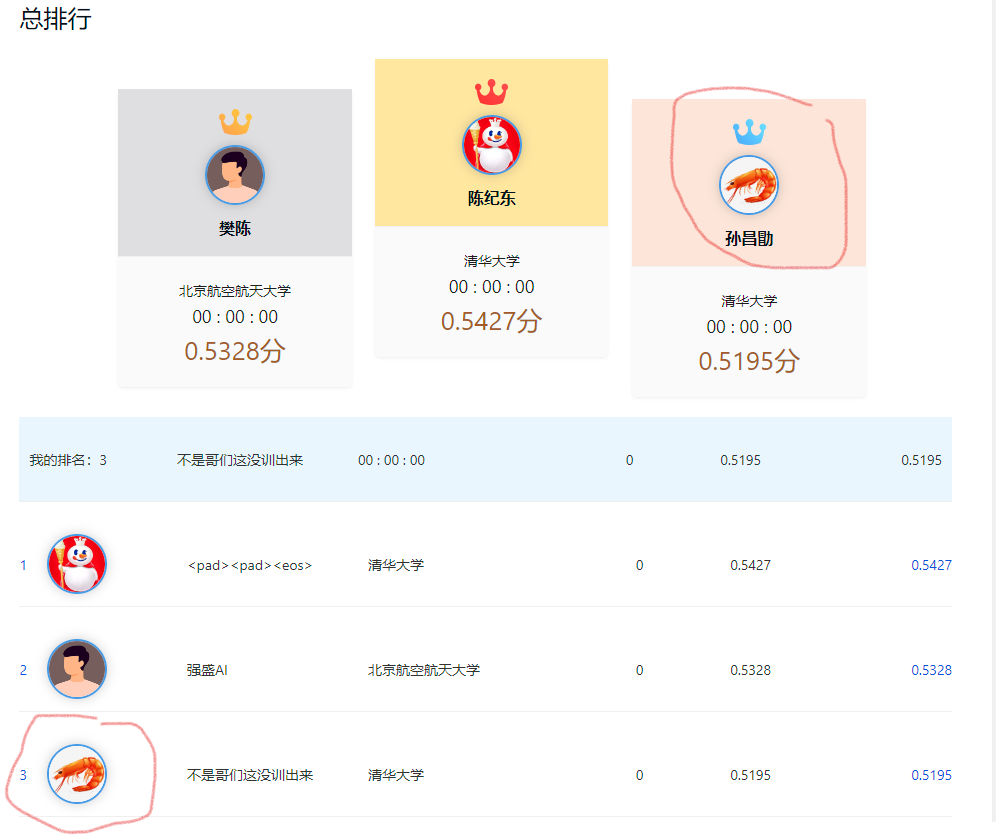 总排行
樊陈
北京航空航天大学
00 : 00 : 00
0.5328分
陈纪东
清华大学
00 : 00 : 00
0.5427分
孙昌勖
清华大学
00 : 00 : 00
0.5195分
我的排名：3 不是哥们这没训出来 00 : 00 : 00 0 0.5195 0.5195
1 <pad><pad><eos> 清华大学 0 0.5427 0.5427
2 强盛AI 北京航空航天大学 0 0.5328 0.5328
3 不是哥们这没训出来 清华大学 0 0.5195 0.5195